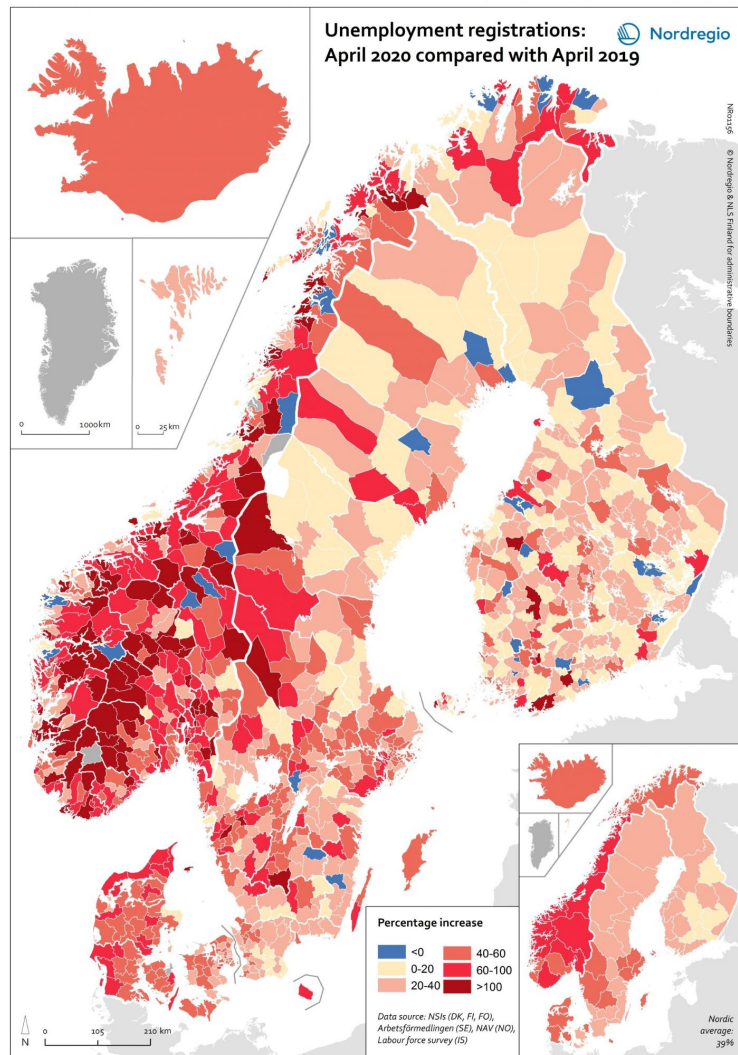 Unemployment registrations:
April 2020 compared with April 2019
Nordregio
NR01156 © Nordregio & NLS Finland for administrative boundaries
0 1000km
0 25 km
Percentage increase
<0
0-20
20-40
40-60
60-100
>100
Data source: NSIs (DK, FI, FO),
Arbetsförmedlingen (SE), NAV (NO),
Labour force survey (IS)
Nordic
average:
39%
N
0 105 210 km